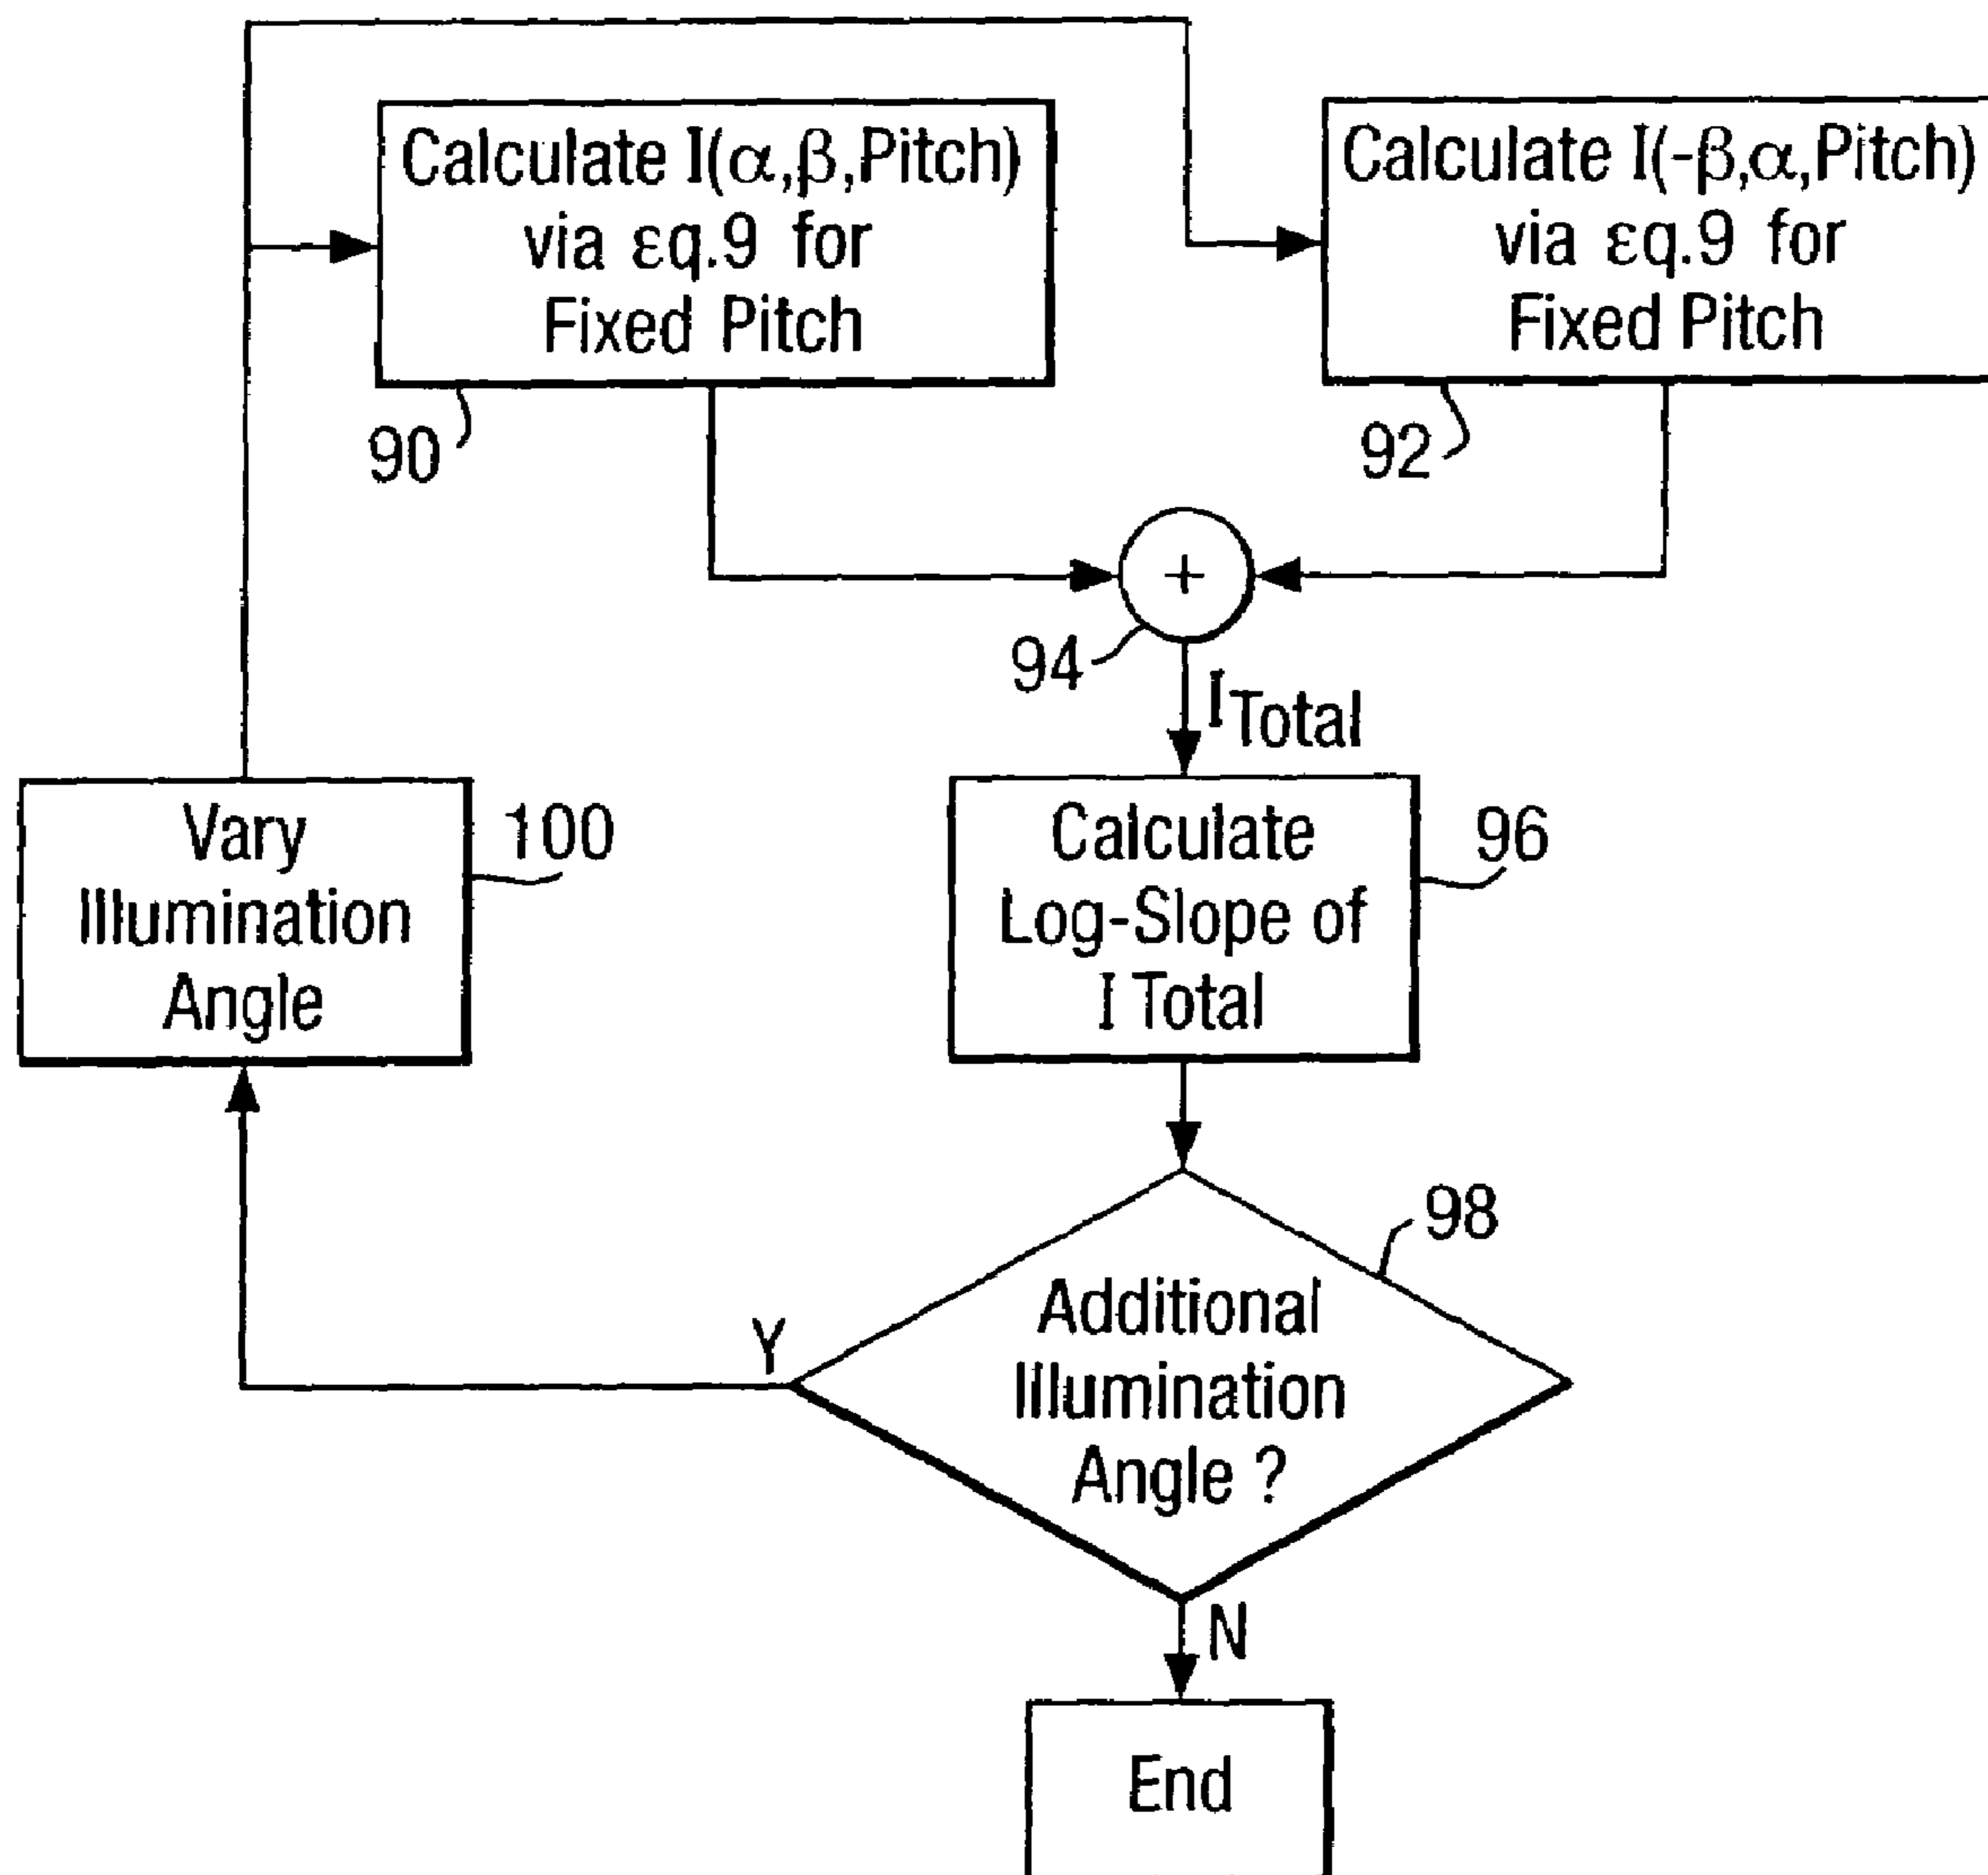 Calculate I(α,β,Pitch)
via εq.9 for
Fixed Pitch
90
Calculate I(-β,α,Pitch)
via εq.9 for
Fixed Pitch
92
+
94
I Total
Vary
Illumination
Angle
100
Calculate
Log-Slope of
I Total
96
98
Additional
Illumination
Angle ?
Y
N
End